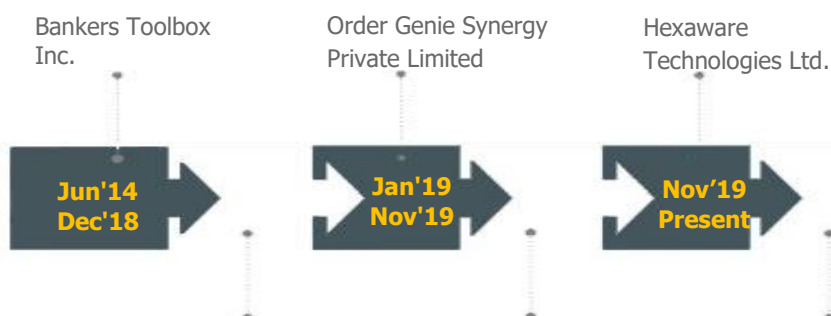 Bankers Toolbox
Inc.
Order Genie Synergy
Private Limited
Hexaware
Technologies Ltd.
Jun'14
Dec'18
Jan'19
Nov'19
Nov’19
Present